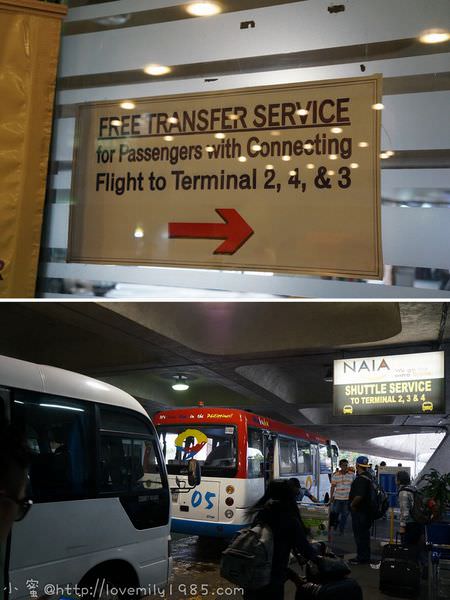 FREE TRANSFER SERVICE
for Passengers with Connecting
Flight to Terminal 2, 4, & 3
NAIA
SHUTTLE SERVICE
TO TERMINAL 2, 3 & 4
It's More Fun in the Philippines!
NAIA
05
小蜜@http://lovemily1985.com